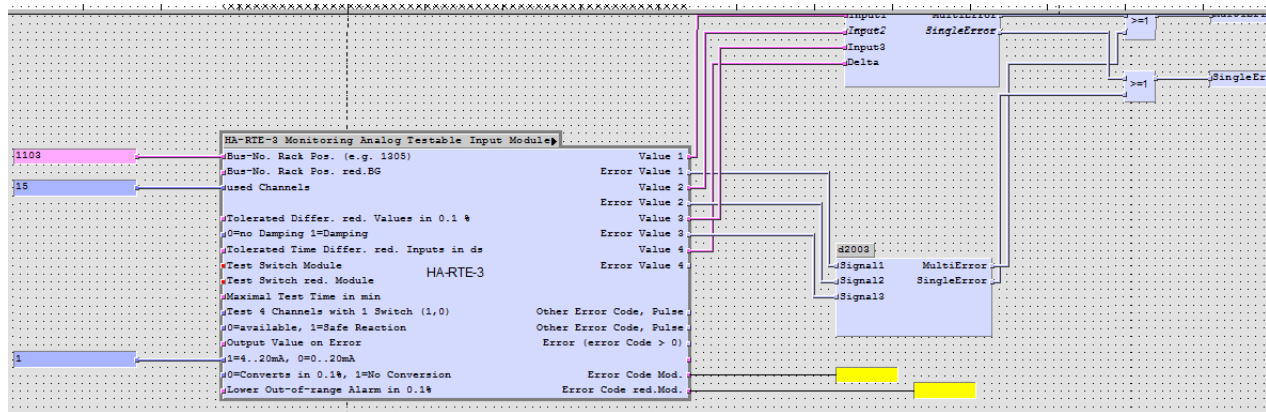 Input1 MultiError
Input2 SingleError
Input3
Delta
>=1
>=1
SingleEr
HA-RTE-3 Monitoring Analog Testable Input Module
1103
Bus-No. Rack Pos. (e.g. 1305) Value 1
Bus-No. Rack Pos. red.BG Error Value 1
15
used Channels Value 2
Error Value 2
Tolerated Differ. red. Values in 0.1 % Value 3
0=no Damping 1=Damping Error Value 3
Tolerated Time Differ. red. Inputs in ds Value 4
Test Switch Module Error Value 4
HA-RTE-3
Test Switch red. Module
Maximal Test Time in min
Test 4 Channels with 1 Switch (1,0) Other Error Code, Pulse
0=available, 1=Safe Reaction Other Error Code, Pulse
Output Value on Error Error (error Code > 0)
1
1=4..20mA, 0=0..20mA
0=Converts in 0.1%, 1=No Conversion Error Code Mod.
Lower Out-of-range Alarm in 0.1% Error Code red.Mod.
d2003
Signal1 MultiError
Signal2 SingleError
Signal3